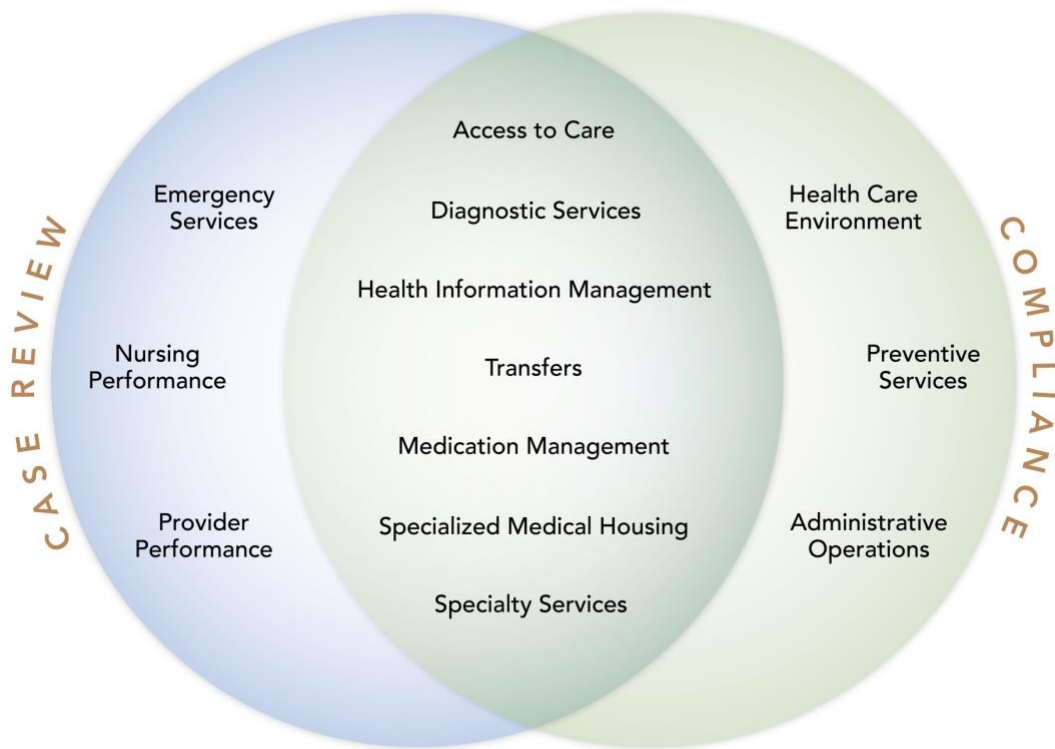 CASE REVIEW
Emergency
Services
Nursing
Performance
Provider
Performance
Access to Care
Diagnostic Services
Health Information Management
Transfers
Medication Management
Specialized Medical Housing
Specialty Services
Health Care
Environment
Preventive
Services
Administrative
Operations
COMPLIANCE